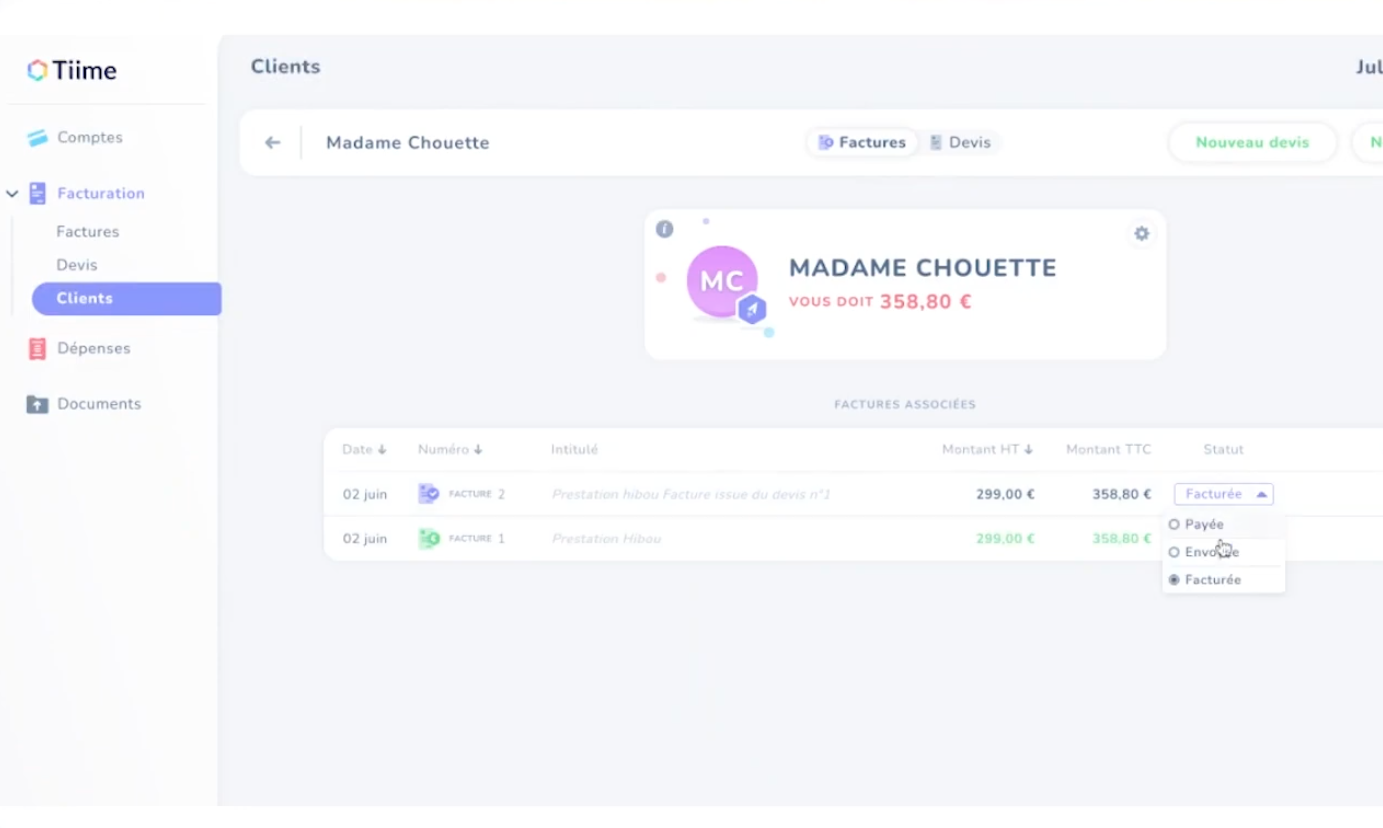 Tiime
Comptes
Facturation
Factures
Devis
Clients
Dépenses
Documents
Clients
Jul
Madame Chouette
Factures
Devis
Nouveau devis
N
MC
MADAME CHOUETTE
VOUS DOIT 358,80 €
FACTURES ASSOCIÉES
Date Numéro Intitulé Montant HT Montant TTC Statut
02 juin FACTURE 2 Prestation hibou Facture issue du devis n°1 299,00 € 358,80 € Facturée
02 juin FACTURE 1 Prestation Hibou 299,00 € 358,80 €
Payée
Envoyée
Facturée